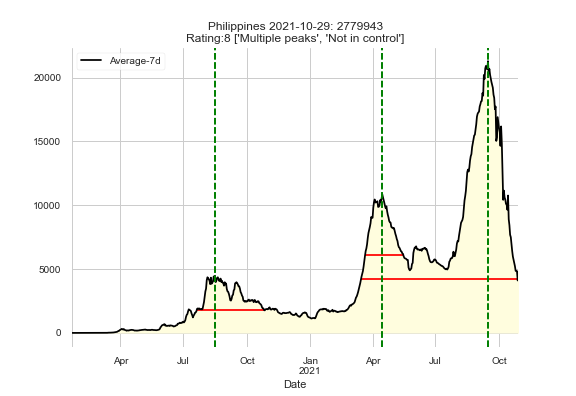 Philippines 2021-10-29: 2779943
Rating:8 ['Multiple peaks', 'Not in control']
Average-7d
20000
15000
10000
5000
0
Apr Jul Oct Jan Apr Jul Oct
2021
Date